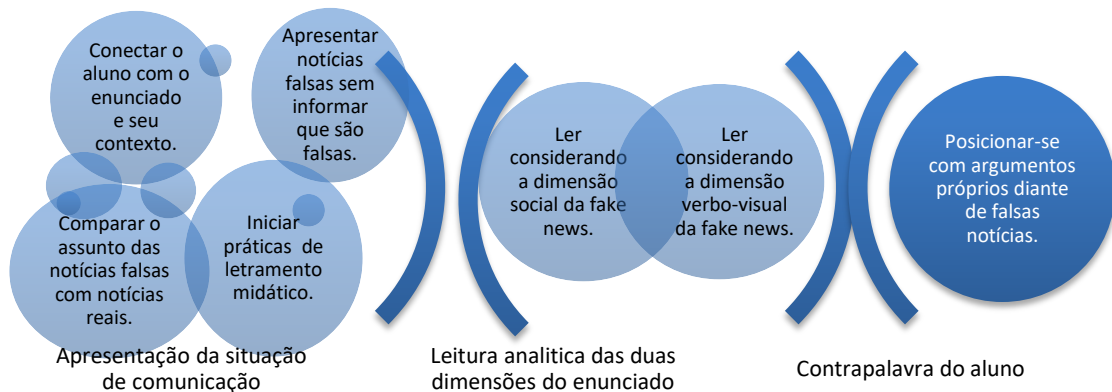 Conectar o
aluno com o
enunciado
e seu
contexto.
Apresentar
notícias
falsas sem
informar
que são
falsas.
Comparar o
assunto das
notícias falsas
com notícias
reais.
Iniciar
práticas de
letramento
midático.
Apresentação da situação
de comunicação
Ler
considerando
a dimensão
social da fake
news.
Ler
considerando
a dimensão
verbo-visual
da fake news.
Leitura analitica das duas
dimensões do enunciado
Posicionar-se
com argumentos
próprios diante
de falsas
notícias.
Contrapalavra do aluno